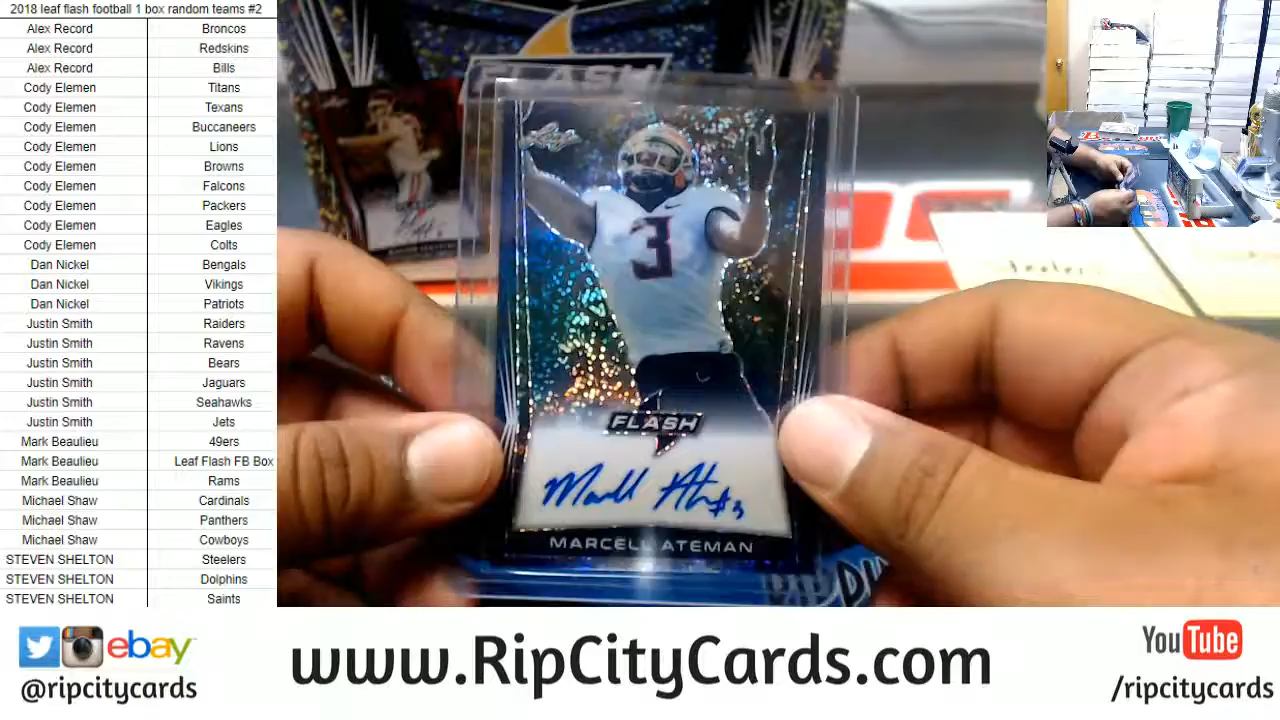 2018 leaf flash football 1 box random teams #2
Alex Record Broncos
Alex Record Redskins
Alex Record Bills
Cody Elemen Titans
Cody Elemen Texans
Cody Elemen Buccaneers
Cody Elemen Lions
Cody Elemen Browns
Cody Elemen Falcons
Cody Elemen Packers
Cody Elemen Eagles
Cody Elemen Colts
Dan Nickel Bengals
Dan Nickel Vikings
Dan Nickel Patriots
Justin Smith Raiders
Justin Smith Ravens
Justin Smith Bears
Justin Smith Jaguars
Justin Smith Seahawks
Justin Smith Jets
Mark Beaulieu 49ers
Mark Beaulieu Leaf Flash FB Box
Mark Beaulieu Rams
Michael Shaw Cardinals
Michael Shaw Panthers
Michael Shaw Cowboys
STEVEN SHELTON Steelers
STEVEN SHELTON Dolphins
STEVEN SHELTON Saints
FLASH
Leaf
3
FLASH
#3
MARCELL ATEMAN
ebay
@ripcitycards
www.RipCityCards.com
YouTube
/ripcitycards